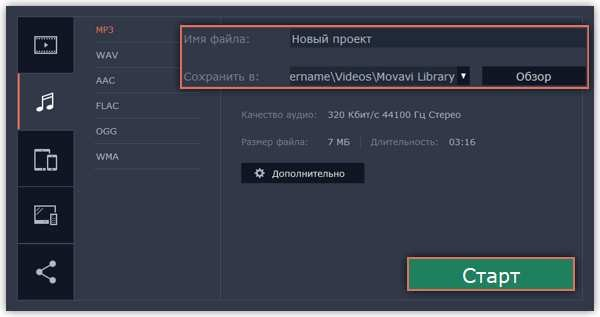 MP3
WAV
AAC
FLAC
OGG
WMA
Имя файла: Новый проект
Сохранить в: ername\Videos\Movavi Library Обзор
Качество аудио: 320 Кбит/с 44100 Гц Стерео
Размер файла: 7 МБ Длительность: 03:16
Дополнительно
Старт